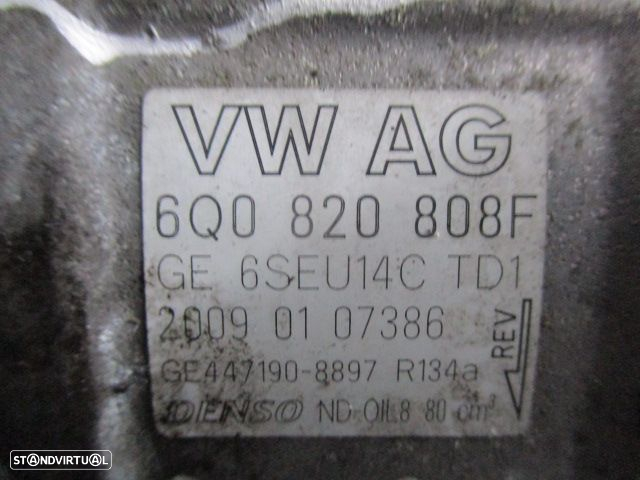 VW AG
6Q0 820 808F
GE 6SEU14C TD1
2009 01 07386
GE447190-8897 R134a
DENSO ND-OIL8 80 cm³
REV
STANDVIRTUAL